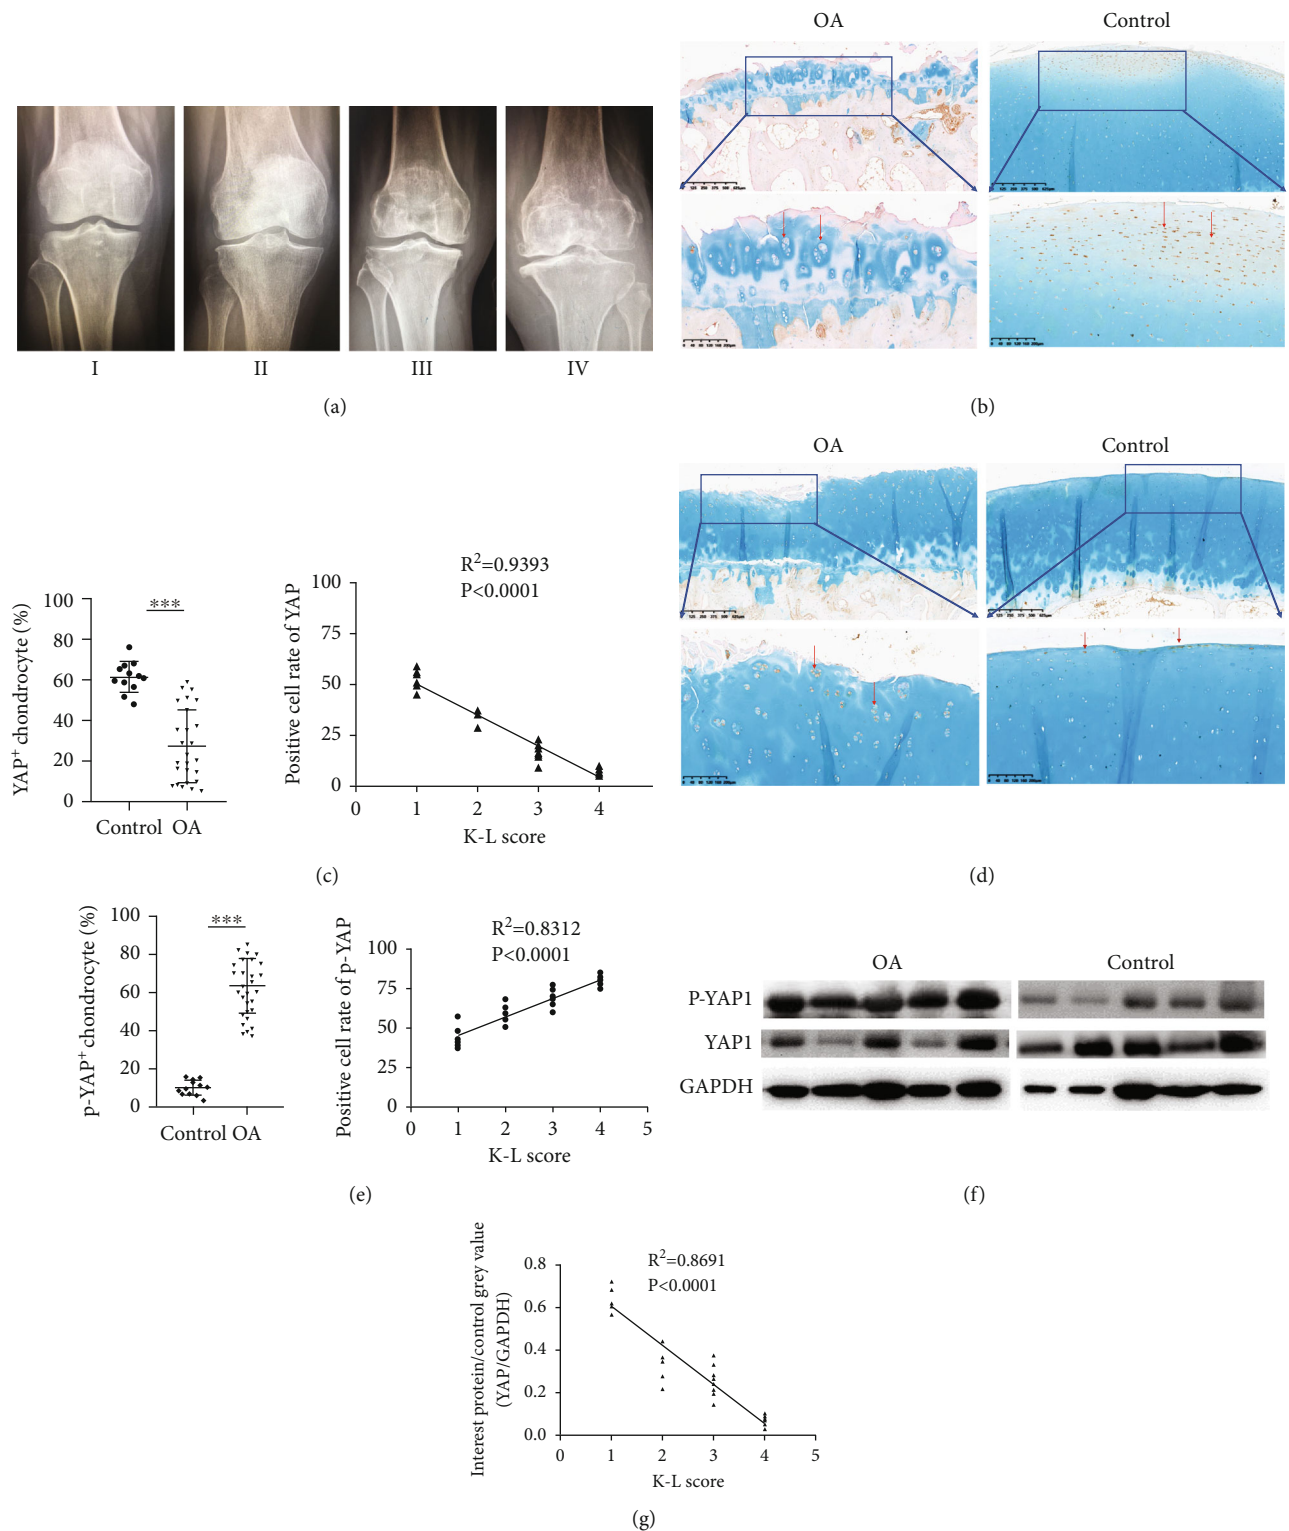 OA
Control
I
II
III
IV
(a)
(b)
OA
Control
R²=0.9393
P<0.0001
YAP⁺ chondrocyte (%)
100
80
60
40
20
0
***
Control OA
Positive cell rate of YAP
100
50
25
0
0 1 2 3 4
K-L score
(c)
(d)
p-YAP⁺ chondrocyte (%)
100
80
60
40
20
0
***
Control OA
R²=0.8312
P<0.0001
Positive cell rate of p-YAP
100
75
50
25
0
0 1 2 3 4 5
K-L score
(e)
OA
Control
P-YAP1
YAP1
GAPDH
(f)
Interest protein/control grey value
(YAP/GAPDH)
R²=0.8691
P<0.0001
0.8
0.6
0.4
0.2
0.0
0 1 2 3 4 5
K-L score
(g)